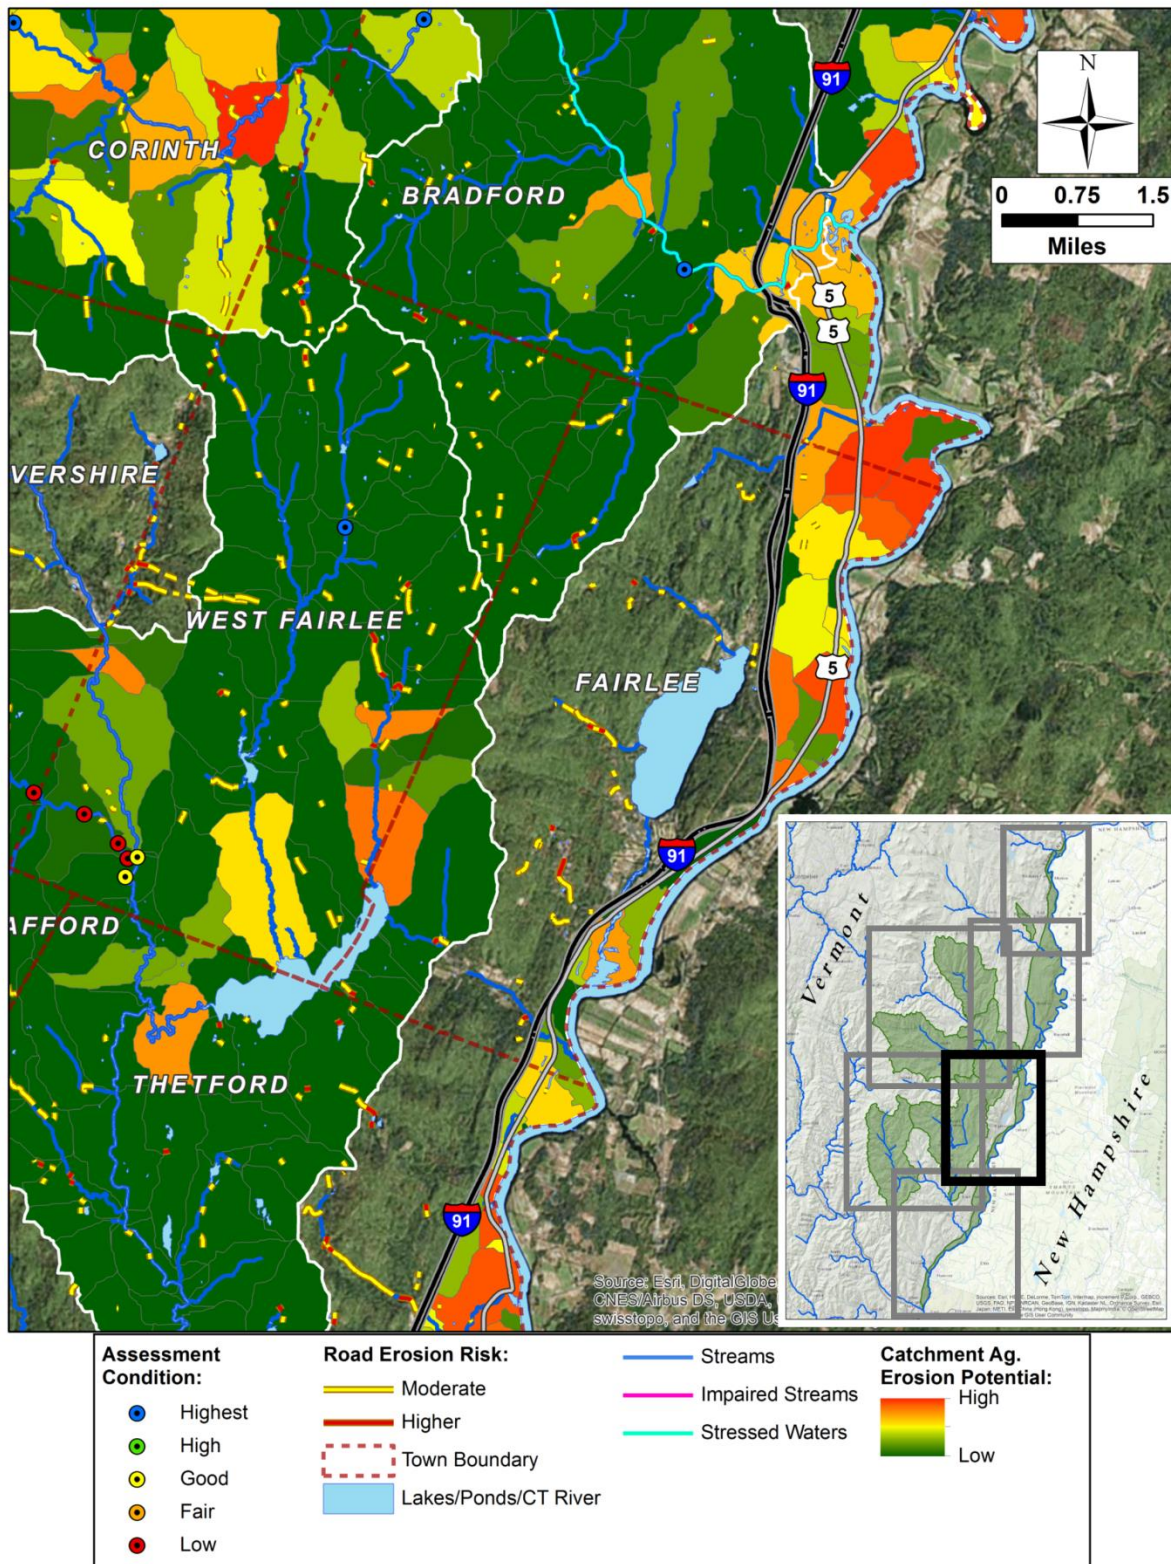 91
N
CORINTH
BRADFORD
0 0.75 1.5
Miles
5
5
91
VERSHIRE
WEST FAIRLEE
FAIRLEE
5
91
AFFORD
THETFORD
91
Source: Esri, DigitalGlobe
CNES/Airbus DS, USDA,
swisstopo, and the GIS Us
Vermont
New Hampshire
NEW HAMPSHIRE
Assessment
Condition:
Highest
High
Good
Fair
Low
Road Erosion Risk:
Moderate
Higher
Town Boundary
Lakes/Ponds/CT River
Streams
Impaired Streams
Stressed Waters
Catchment Ag.
Erosion Potential:
High
Low